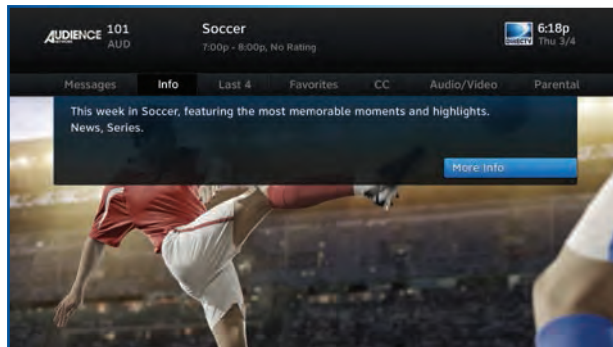 AUDIENCE NETWORK 101
AUD
Soccer
7:00p - 8:00p, No Rating
DIRECTV
6:18p
Thu 3/4
Messages Info Last 4 Favorites CC Audio/Video Parental
This week in Soccer, featuring the most memorable moments and highlights.
News, Series.
More Info